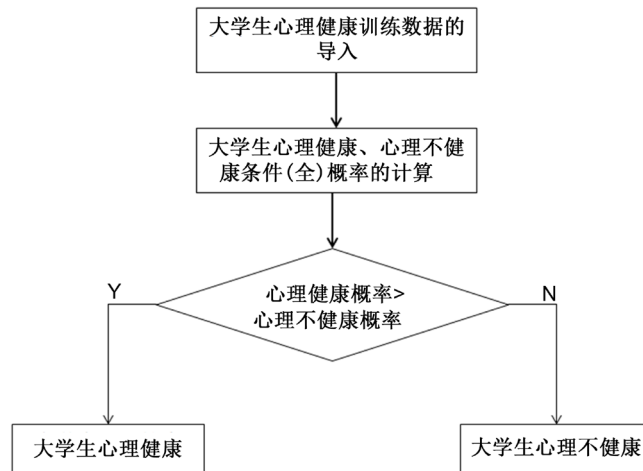 大学生心理健康训练数据的
导入
大学生心理健康、心理不健
康条件(全)概率的计算
心理健康概率>
心理不健康概率
Y
N
大学生心理健康
大学生心理不健康